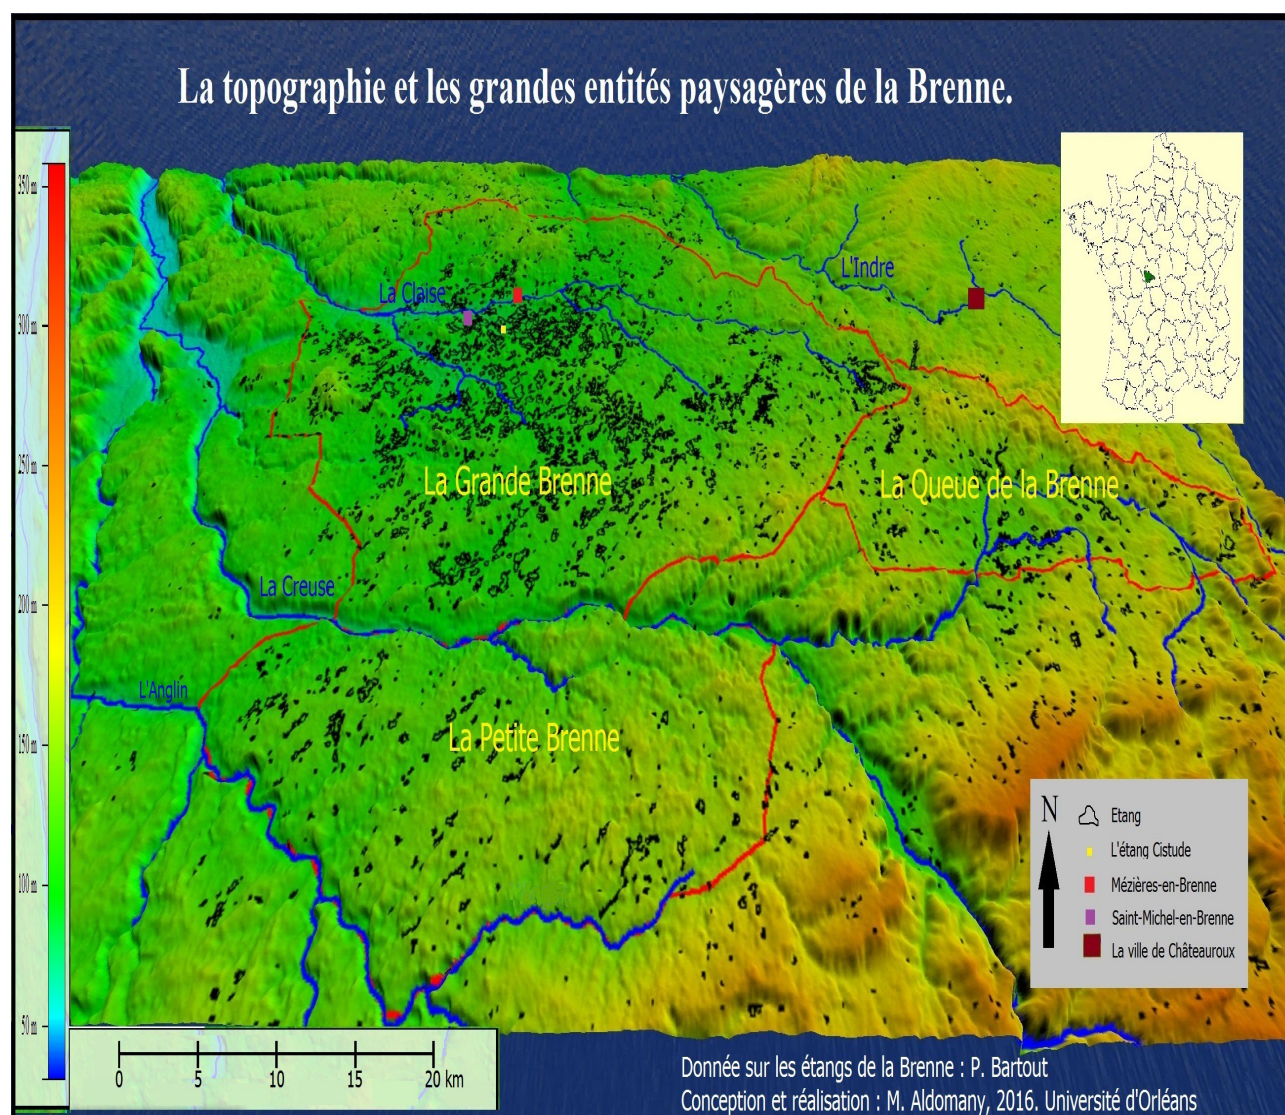 La topographie et les grandes entités paysagères de la Brenne.
350 m
300 m
250 m
200 m
150 m
100 m
50 m
L'Indre
La Claise
La Grande Brenne
La Queue de la Brenne
La Creuse
L'Anglin
La Petite Brenne
N
Etang
L'étang Cistude
Mézières-en-Brenne
Saint-Michel-en-Brenne
La ville de Châteauroux
0 5 10 15 20 km
Donnée sur les étangs de la Brenne : P. Bartout
Conception et réalisation : M. Aldomany, 2016. Université d'Orléans